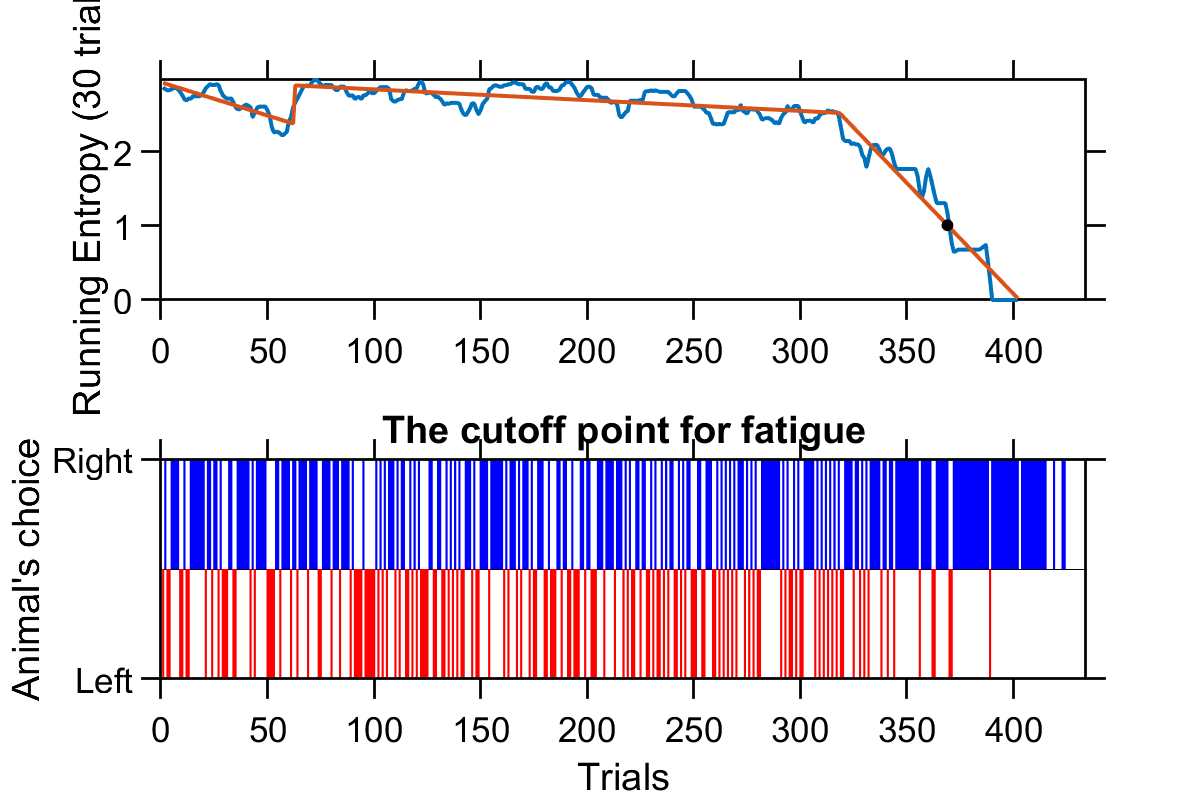 Running Entropy (30 trial
2
1
0
0 50 100 150 200 250 300 350 400
The cutoff point for fatigue
Animal's choice
Right
Left
0 50 100 150 200 250 300 350 400
Trials